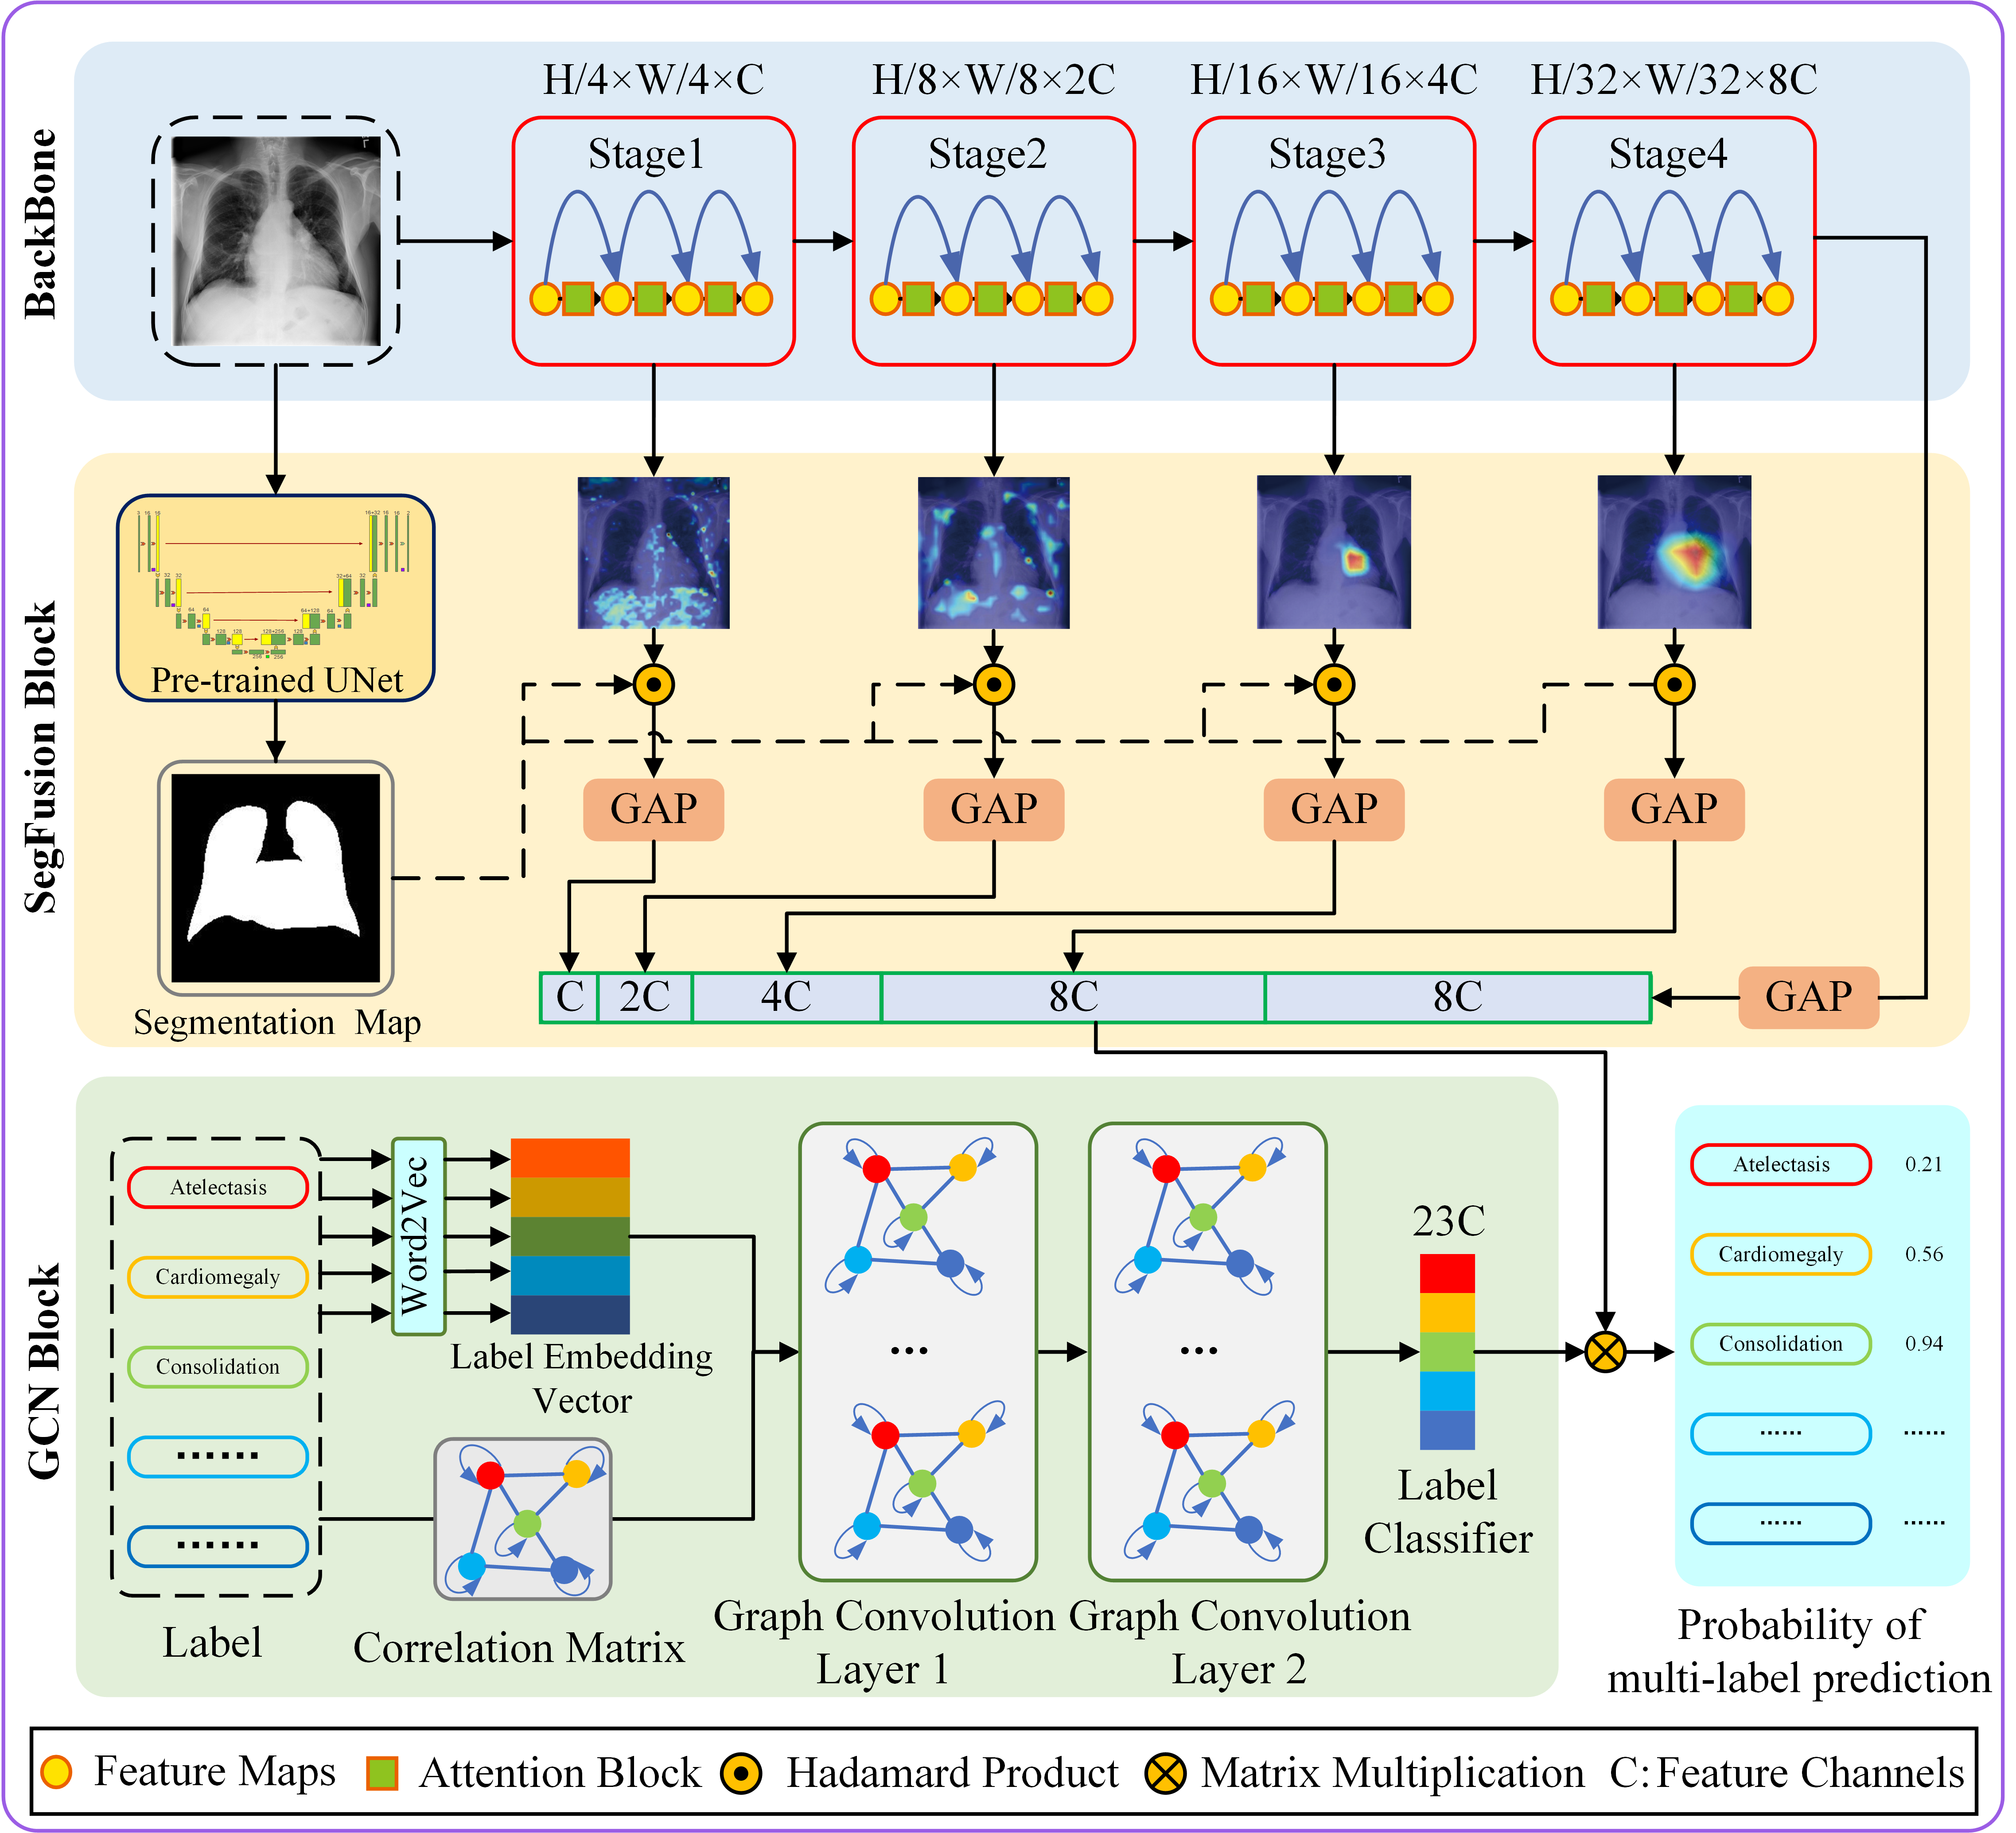 BackBone
H/4×W/4×C
H/8×W/8×2C
H/16×W/16×4C
H/32×W/32×8C
Stage1
Stage2
Stage3
Stage4
SegFusion Block
Pre-trained UNet
Segmentation Map
GAP
GAP
GAP
GAP
C
2C
4C
8C
8C
GAP
GCN Block
Atelectasis
Cardiomegaly
Consolidation
······
······
Label
Word2Vec
Label Embedding
Vector
Correlation Matrix
...
Graph Convolution
Layer 1
...
Graph Convolution
Layer 2
23C
Label
Classifier
Atelectasis 0.21
Cardiomegaly 0.56
Consolidation 0.94
······ ······
······ ······
Probability of
multi-label prediction
Feature Maps
Attention Block
Hadamard Product
Matrix Multiplication
C:Feature Channels